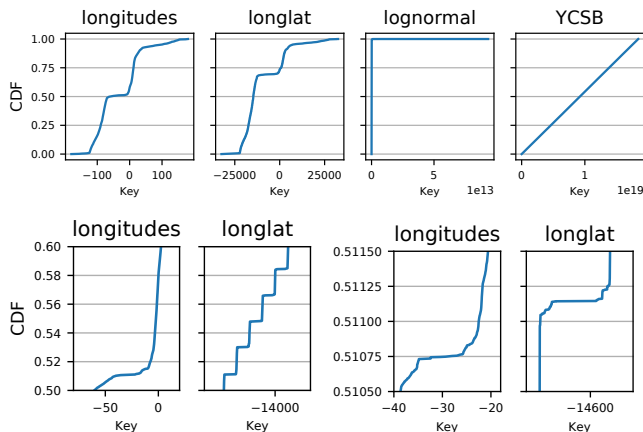 longitudes longlat lognormal YCSB
CDF
1.00
0.75
0.50
0.25
0.00
−100 0 100
−25000 0 25000
0 5
1e13
0 1
1e19
Key Key Key Key
longitudes longlat longitudes longlat
CDF
0.60
0.58
0.56
0.54
0.52
0.50
0.51150
0.51125
0.51100
0.51075
0.51050
−50 0
−14000
−40 −30 −20
−14600
Key Key Key Key